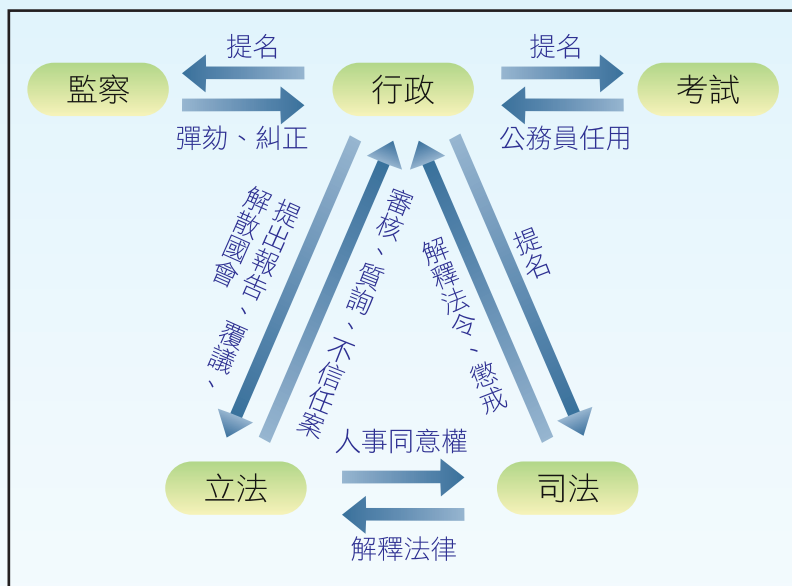 提名
提名
監察
行政
考試
彈劾、糾正
公務員任用
提出報告、覆議、
解散國會
審核、質詢、不信任案
解釋法令、懲戒
提名
人事同意權
立法
司法
解釋法律